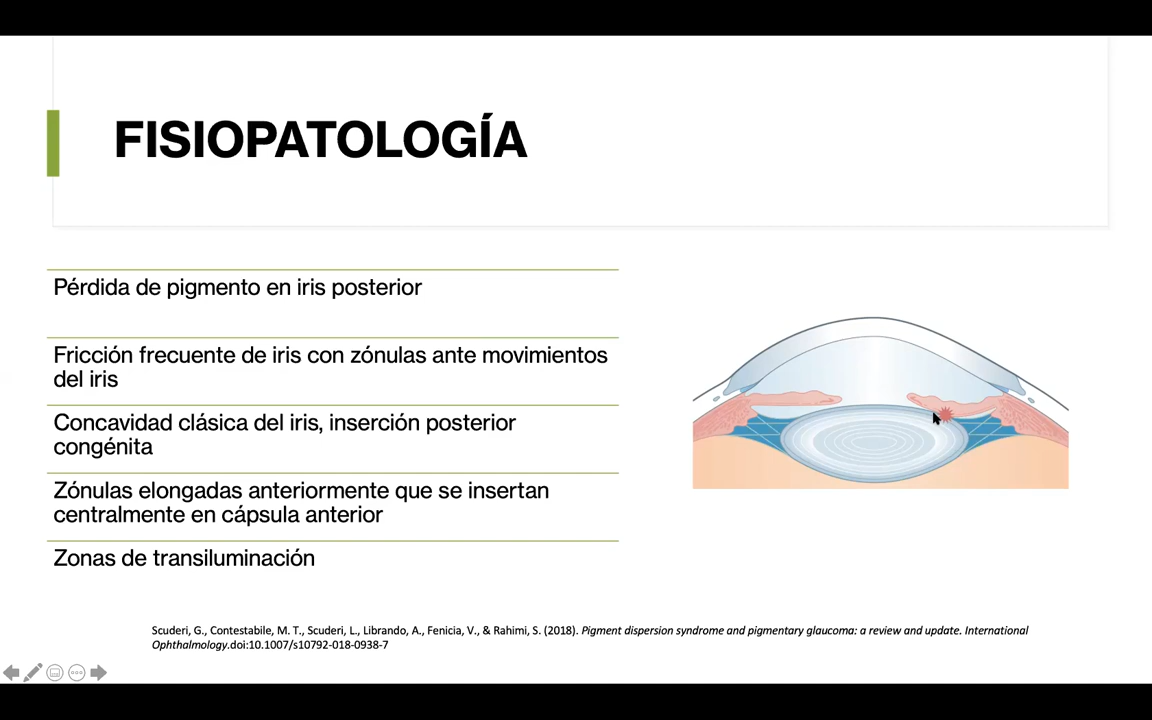 FISIOPATOLOGÍA
Pérdida de pigmento en iris posterior
Fricción frecuente de iris con zónulas ante movimientos
del iris
Concavidad clásica del iris, inserción posterior
congénita
Zónulas elongadas anteriormente que se insertan
centralmente en cápsula anterior
Zonas de transiluminación
Scuderi, G., Contestabile, M. T., Scuderi, L., Librando, A., Fenicia, V., & Rahimi, S. (2018). Pigment dispersion syndrome and pigmentary glaucoma: a review and update. International
Ophthalmology.doi:10.1007/s10792-018-0938-7